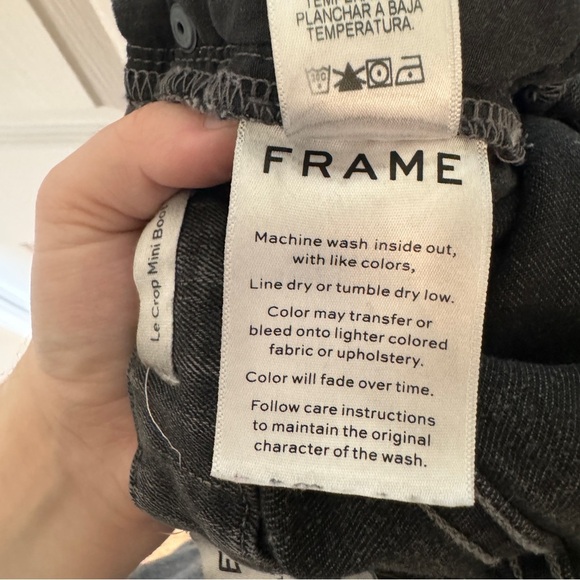 PLANCHAR A BAJA
TEMPERATURA.
FRAME
Le Crop Mini Boo
Machine wash inside out,
with like colors,
Line dry or tumble dry low.
Color may transfer or
bleed onto lighter colored
fabric or upholstery.
Color will fade over time.
Follow care instructions
to maintain the original
character of the wash.
E